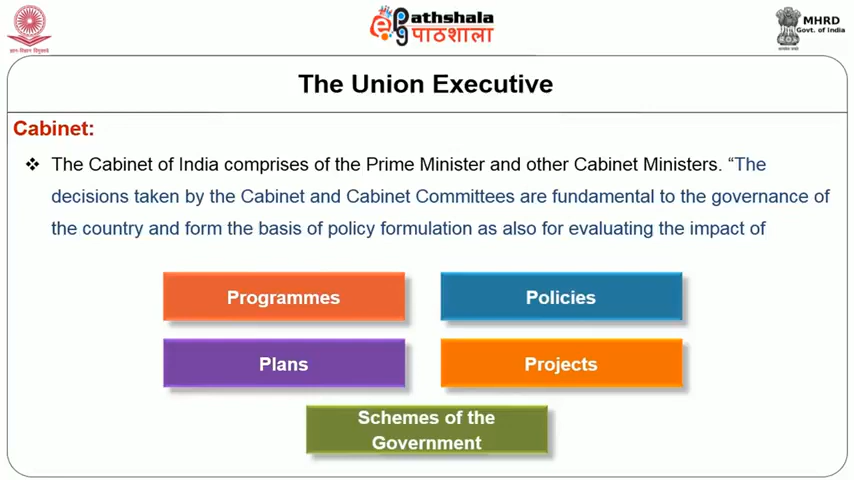 ज्ञान-विज्ञान विमुक्तये
ePgPathshala
पाठशाला
MHRD
Govt. of India
The Union Executive
Cabinet:
❖ The Cabinet of India comprises of the Prime Minister and other Cabinet Ministers. “The
decisions taken by the Cabinet and Cabinet Committees are fundamental to the governance of
the country and form the basis of policy formulation as also for evaluating the impact of
Programmes
Policies
Plans
Projects
Schemes of the
Government